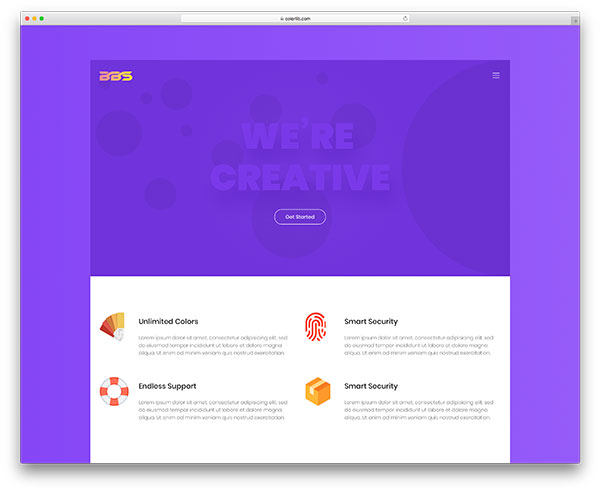 colorlib.com
BBS
WE'RE
CREATIVE
Get Started
Unlimited Colors
Lorem ipsum dolor sit amet, consectetur adipisicing elit, sed
do eiusmod tempor incididunt ut labore et dolore magna
aliqua. Ut enim ad minim veniam quis nostrud exercitation.
Smart Security
Lorem ipsum dolor sit amet, consectetur adipisicing elit, sed
do eiusmod tempor incididunt ut labore et dolore magna
aliqua. Ut enim ad minim veniam quis nostrud exercitation.
Endless Support
Lorem ipsum dolor sit amet, consectetur adipisicing elit, sed
do eiusmod tempor incididunt ut labore et dolore magna
aliqua. Ut enim ad minim veniam quis nostrud exercitation.
Smart Security
Lorem ipsum dolor sit amet, consectetur adipisicing elit, sed
do eiusmod tempor incididunt ut labore et dolore magna
aliqua. Ut enim ad minim veniam quis nostrud exercitation.